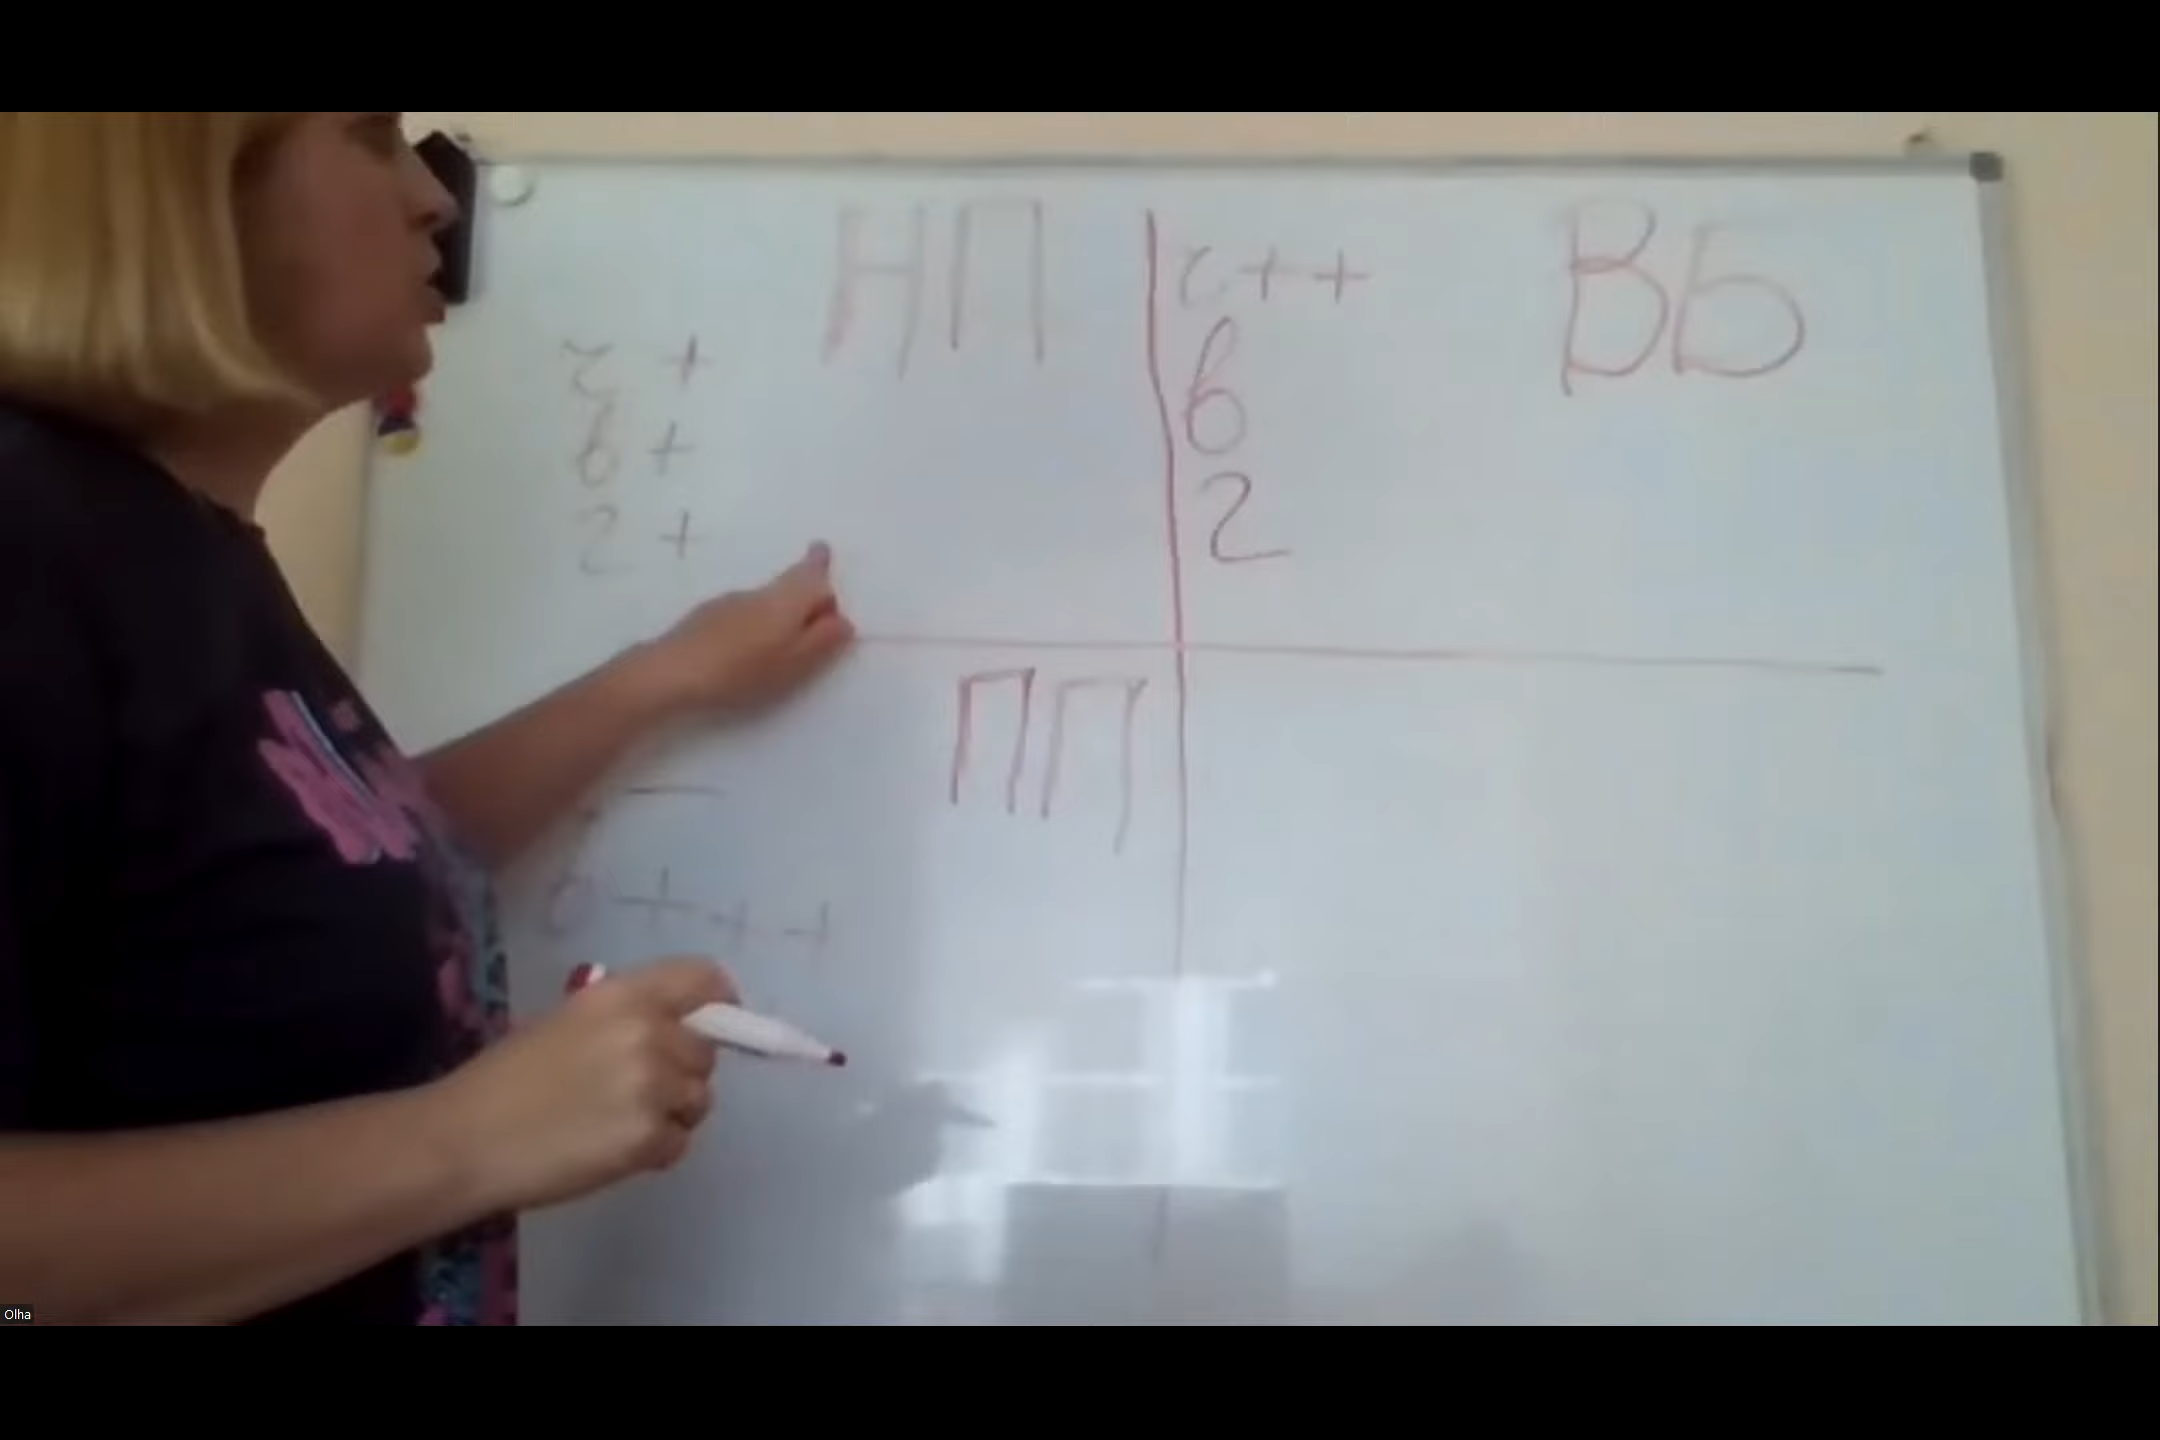 НП
г +
в +
г +
г++
в
г
ВБ
ПП
в +++
Olha